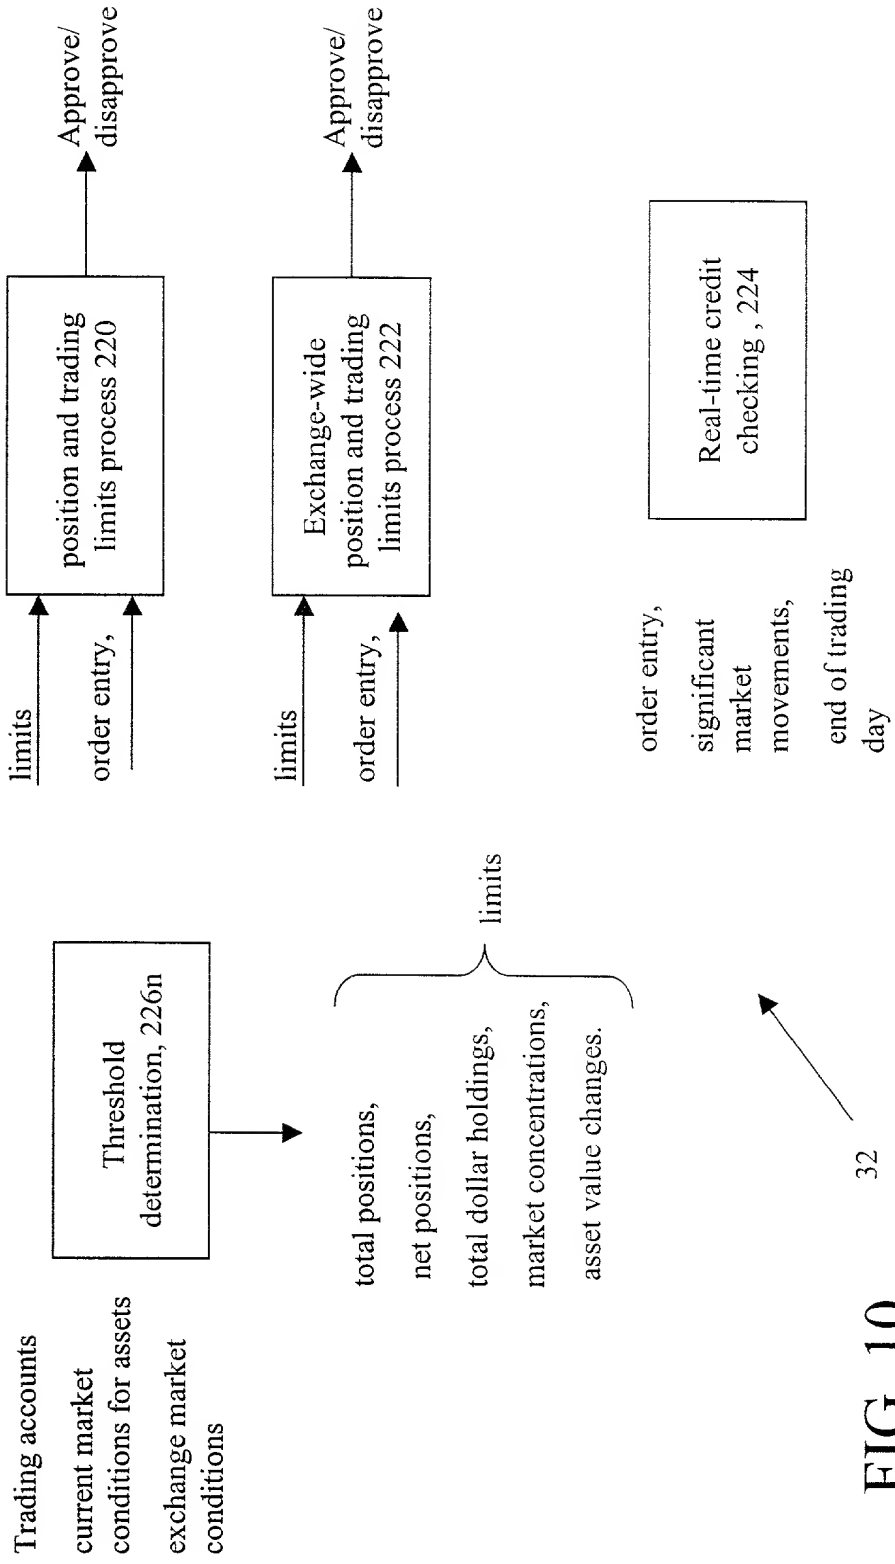 Trading accounts
current market
conditions for assets
exchange market
conditions
Threshold
determination, 226n
total positions,
net positions,
total dollar holdings,
market concentrations,
asset value changes.
limits
limits
order entry,
position and trading
limits process 220
Approve/
disapprove
limits
order entry,
Exchange-wide
position and trading
limits process 222
Approve/
disapprove
order entry,
significant
market
movements,
end of trading
day
Real-time credit
checking , 224
32
FIG. 10